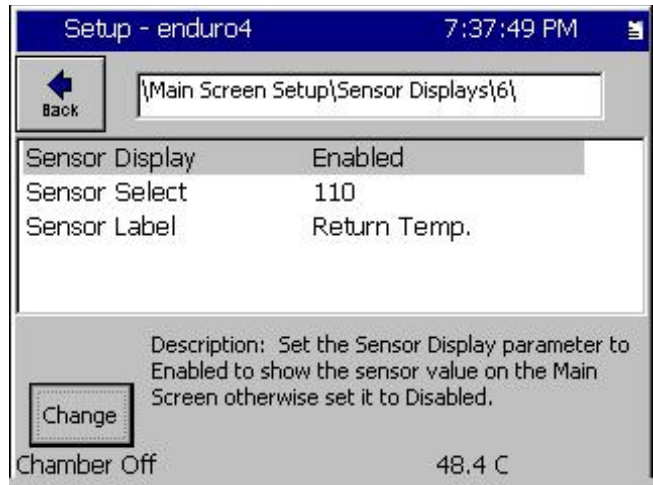 Setup - enduro4 7:37:49 PM
Back
\Main Screen Setup\Sensor Displays\6\
Sensor Display Enabled
Sensor Select 110
Sensor Label Return Temp.
Description: Set the Sensor Display parameter to
Enabled to show the sensor value on the Main
Screen otherwise set it to Disabled.
Change
Chamber Off 48.4 C